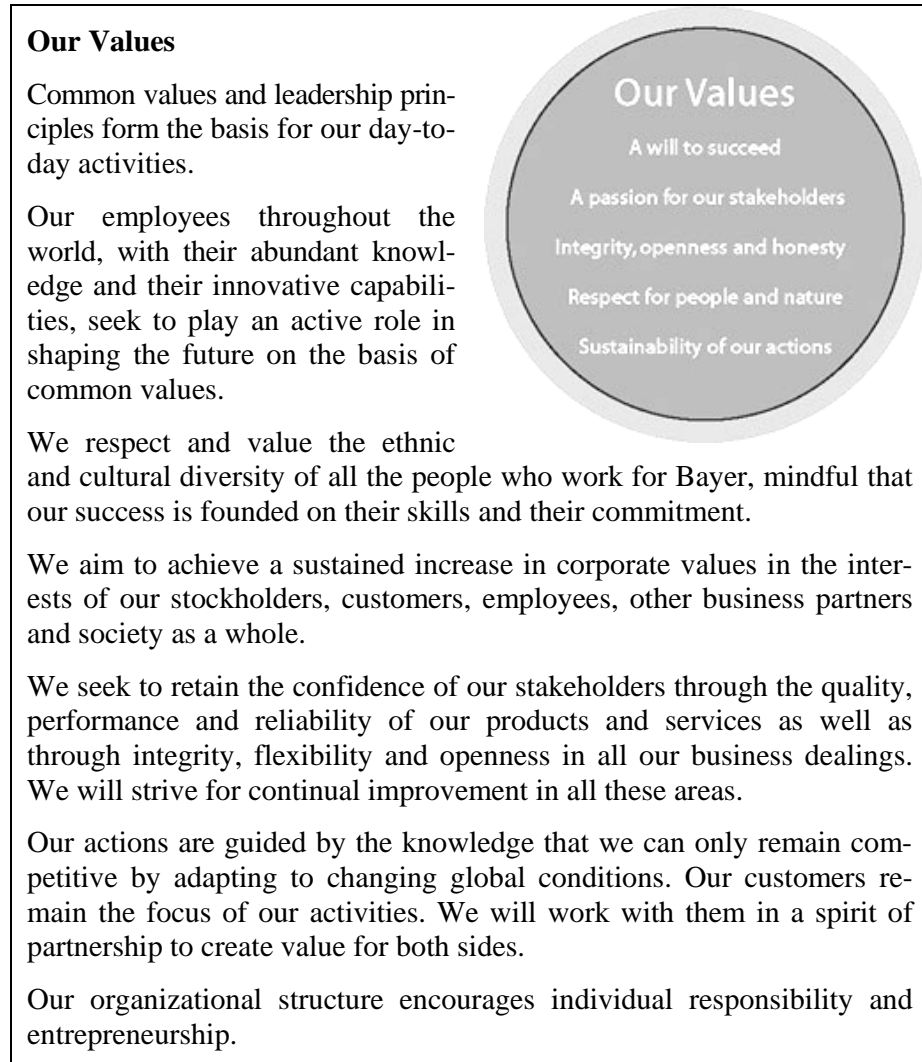 Our Values
Common values and leadership prin-
ciples form the basis for our day-to-
day activities.
Our employees throughout the
world, with their abundant knowl-
edge and their innovative capabili-
ties, seek to play an active role in
shaping the future on the basis of
common values.
We respect and value the ethnic
and cultural diversity of all the people who work for Bayer, mindful that
our success is founded on their skills and their commitment.
We aim to achieve a sustained increase in corporate values in the inter-
ests of our stockholders, customers, employees, other business partners
and society as a whole.
We seek to retain the confidence of our stakeholders through the quality,
performance and reliability of our products and services as well as
through integrity, flexibility and openness in all our business dealings.
We will strive for continual improvement in all these areas.
Our actions are guided by the knowledge that we can only remain com-
petitive by adapting to changing global conditions. Our customers re-
main the focus of our activities. We will work with them in a spirit of
partnership to create value for both sides.
Our organizational structure encourages individual responsibility and
entrepreneurship.
Our Values
A will to succeed
A passion for our stakeholders
Integrity, openness and honesty
Respect for people and nature
Sustainability of our actions